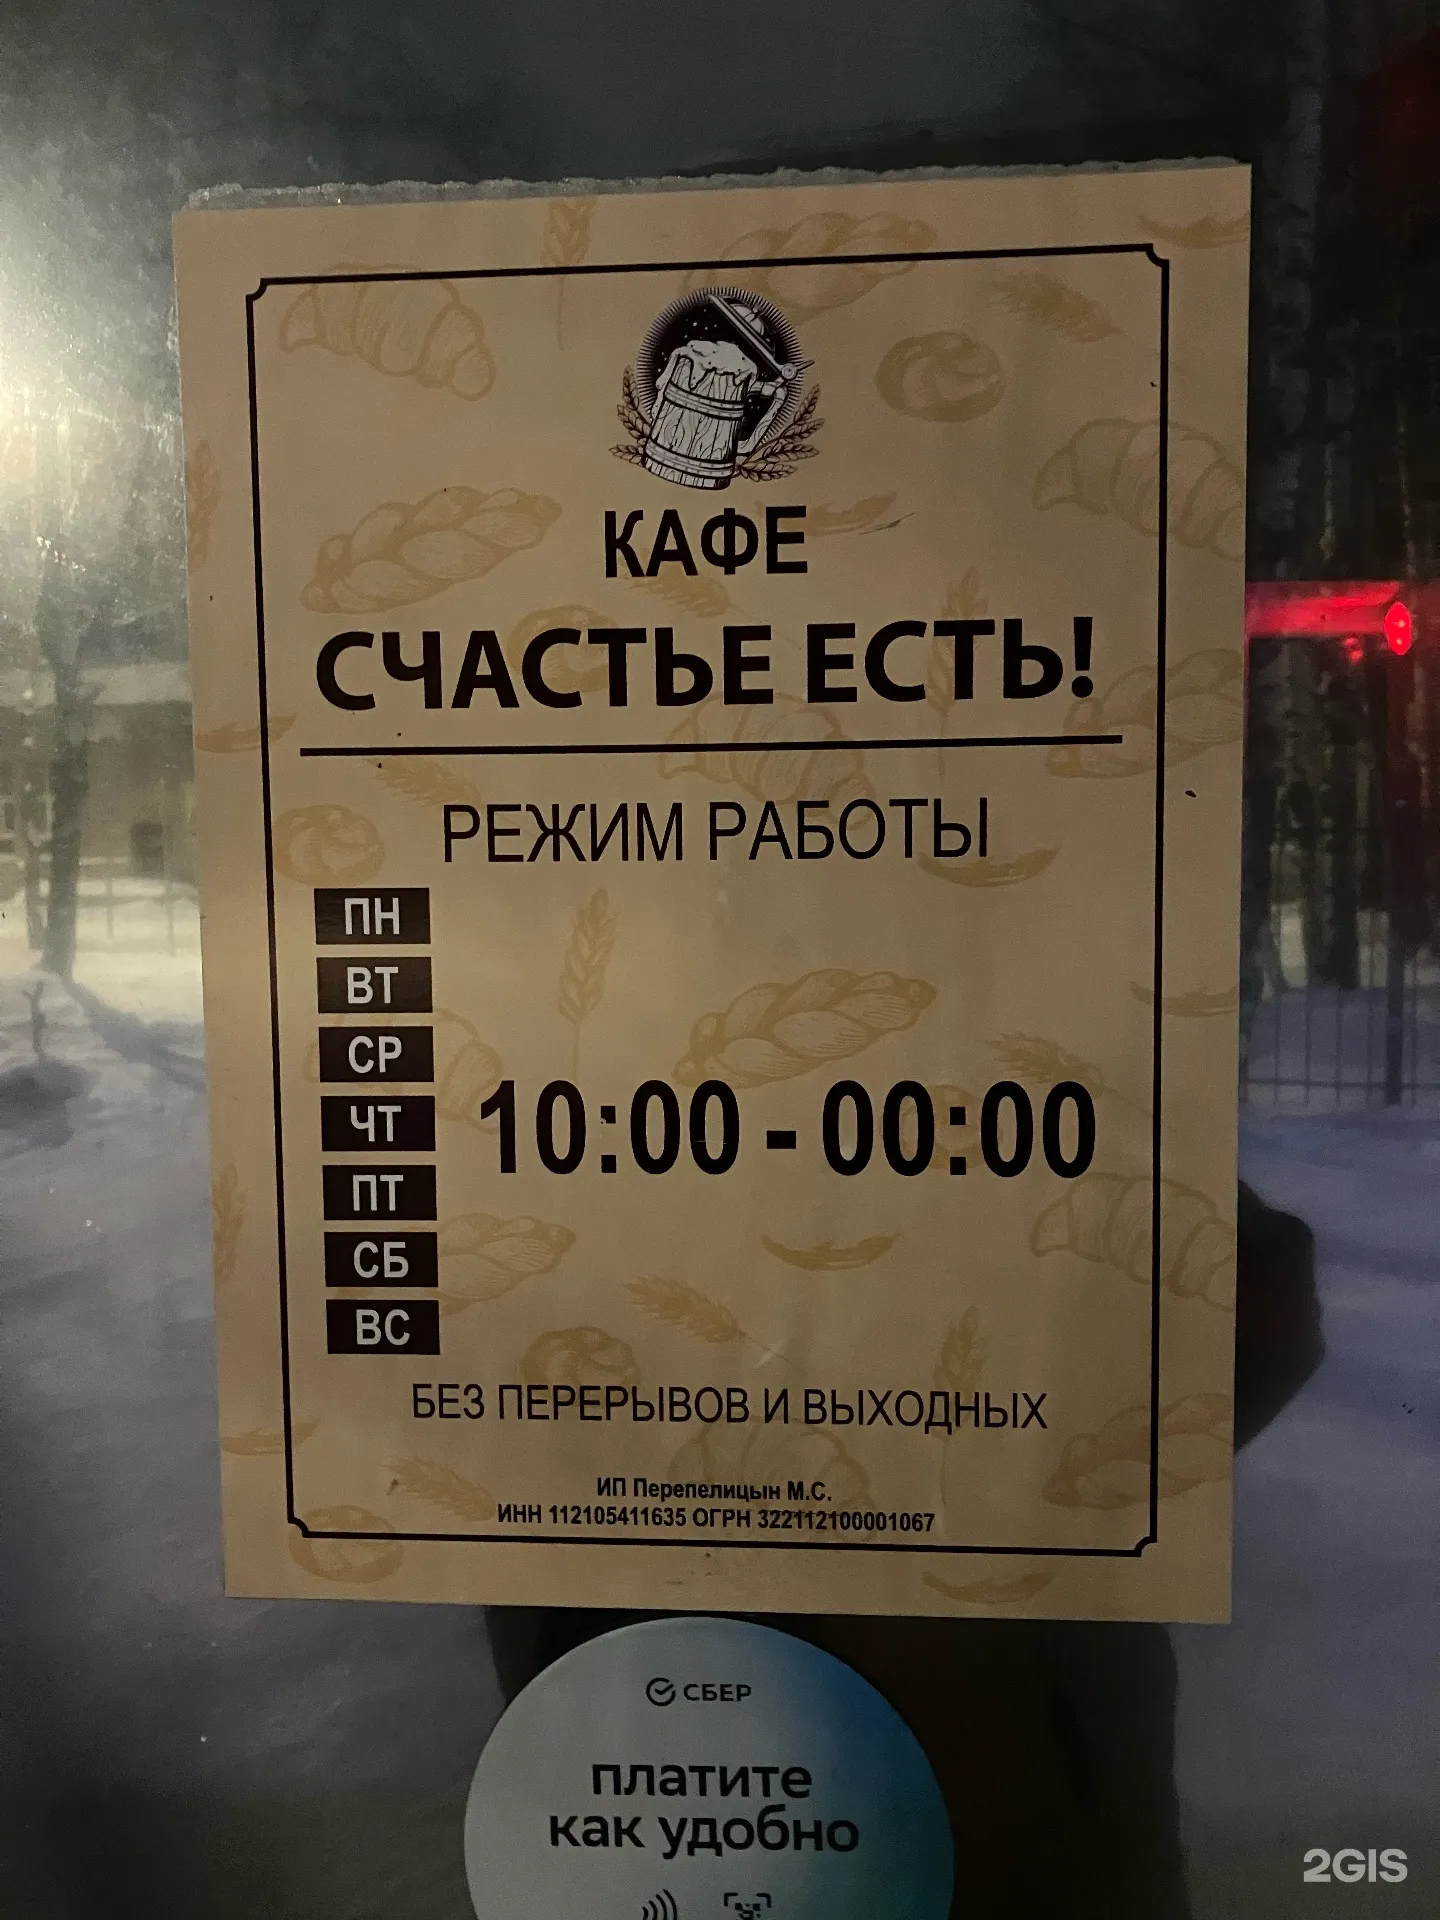 КАФЕ
СЧАСТЬЕ ЕСТЬ!
РЕЖИМ РАБОТЫ
ПН
ВТ
СР
ЧТ
ПТ
СБ
ВС
10:00 - 00:00
БЕЗ ПЕРЕРЫВОВ И ВЫХОДНЫХ
ИП Перепелицын М.С.
ИНН 112105411635 ОГРН 322112100001067
СБЕР
платите
как удобно
2GIS